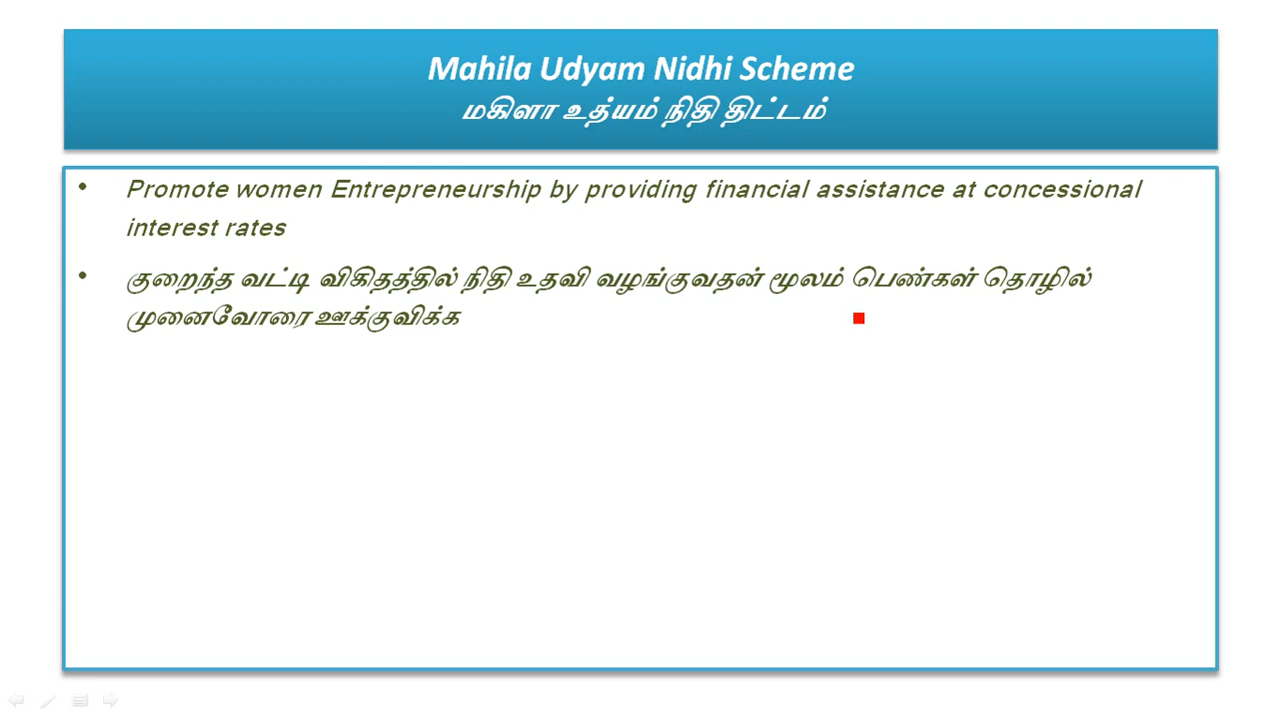 Mahila Udyam Nidhi Scheme
மகிளா உத்யம் நிதி திட்டம்
• Promote women Entrepreneurship by providing financial assistance at concessional
interest rates
• குறைந்த வட்டி விகிதத்தில் நிதி உதவி வழங்குவதன் மூலம் பெண்கள் தொழில்
முனைவோரை ஊக்குவிக்க